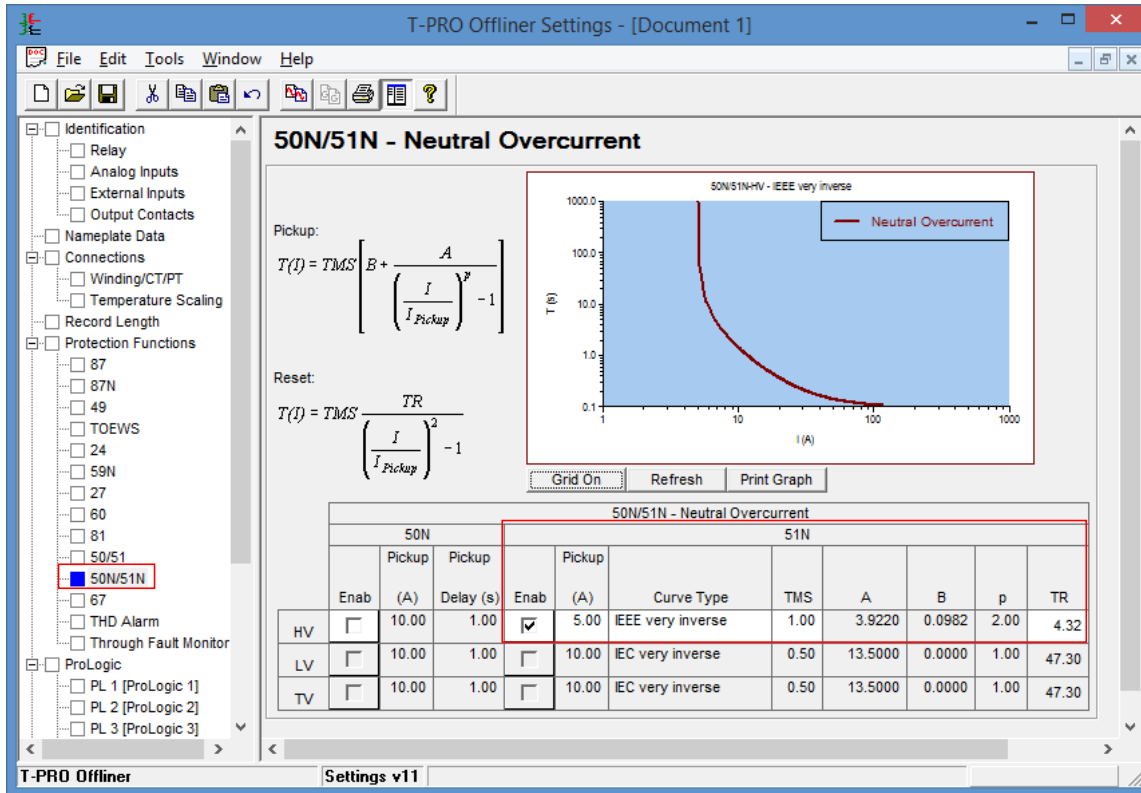 T-PRO Offliner Settings - [Document 1]
File Edit Tools Window Help
Identification
Relay
Analog Inputs
External Inputs
Output Contacts
Nameplate Data
Connections
Winding/CT/PT
Temperature Scaling
Record Length
Protection Functions
87
87N
49
TOEWS
24
59N
27
60
81
50/51
50N/51N
67
THD Alarm
Through Fault Monitor
ProLogic
PL 1 [ProLogic 1]
PL 2 [ProLogic 2]
PL 3 [ProLogic 3]
50N/51N - Neutral Overcurrent
Pickup:
T(I) = TMS [ B + A / ( ( I / I Pickup )^p - 1 ) ]
Reset:
T(I) = TMS TR / ( ( I / I Pickup )^2 - 1 )
50N/51N-HV - IEEE very inverse
Neutral Overcurrent
1000.0
100.0
10.0
1.0
0.1
T (s)
1 10 100 1000
I (A)
Grid On Refresh Print Graph
50N/51N - Neutral Overcurrent
50N 51N
Pickup Pickup Pickup
Enab (A) Delay (s) Enab (A) Curve Type TMS A B p TR
HV 10.00 1.00 5.00 IEEE very inverse 1.00 3.9220 0.0982 2.00 4.32
LV 10.00 1.00 10.00 IEC very inverse 0.50 13.5000 0.0000 1.00 47.30
TV 10.00 1.00 10.00 IEC very inverse 0.50 13.5000 0.0000 1.00 47.30
T-PRO Offliner Settings v11